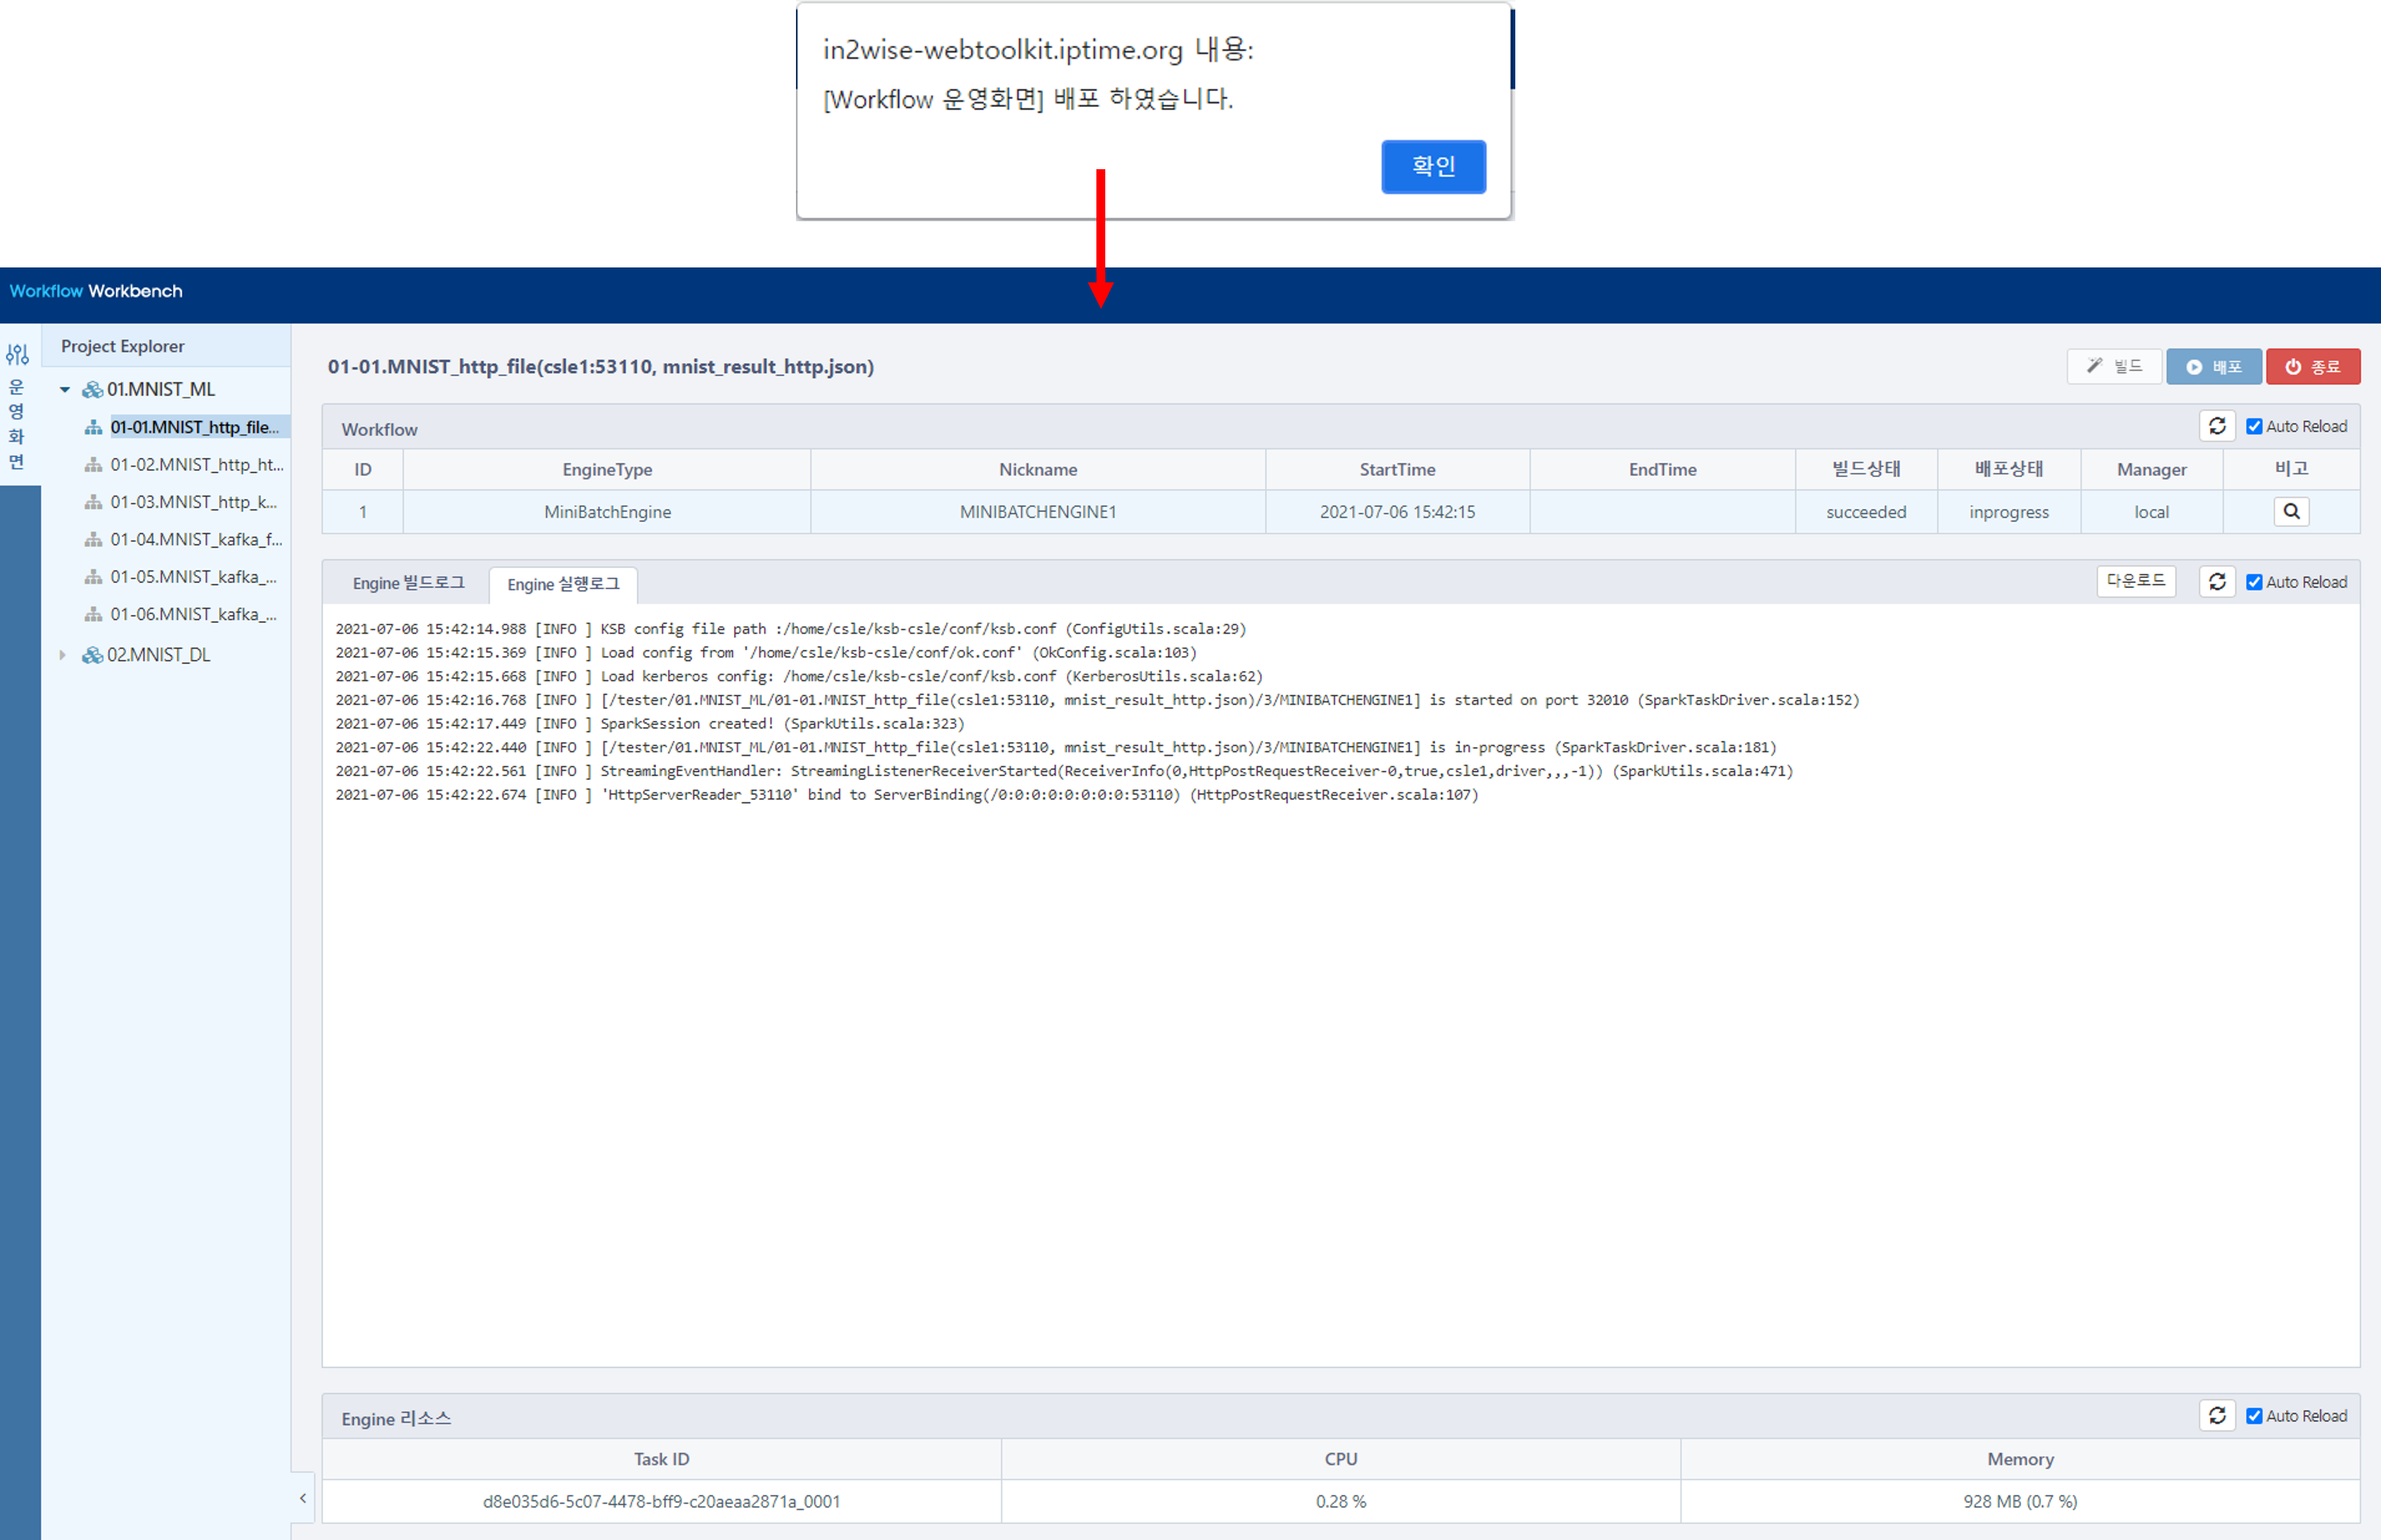 in2wise-webtoolkit.iptime.org 내용:
[Workflow 운영화면] 배포 하였습니다.
확인
Workflow Workbench
운영화면
Project Explorer
01.MNIST_ML
01-01.MNIST_http_file...
01-02.MNIST_http_ht...
01-03.MNIST_http_k...
01-04.MNIST_kafka_f...
01-05.MNIST_kafka_...
01-06.MNIST_kafka_...
02.MNIST_DL
01-01.MNIST_http_file(csle1:53110, mnist_result_http.json)
빌드 배포 종료
Workflow Auto Reload
ID EngineType Nickname StartTime EndTime 빌드상태 배포상태 Manager 비고
1 MiniBatchEngine MINIBATCHENGINE1 2021-07-06 15:42:15 succeeded inprogress local
Engine 빌드로그 Engine 실행로그 다운로드 Auto Reload
2021-07-06 15:42:14.988 [INFO ] KSB config file path :/home/csle/ksb-csle/conf/ksb.conf (ConfigUtils.scala:29)
2021-07-06 15:42:15.369 [INFO ] Load config from '/home/csle/ksb-csle/conf/ok.conf' (OkConfig.scala:103)
2021-07-06 15:42:15.668 [INFO ] Load kerberos config: /home/csle/ksb-csle/conf/ksb.conf (KerberosUtils.scala:62)
2021-07-06 15:42:16.768 [INFO ] [/tester/01.MNIST_ML/01-01.MNIST_http_file(csle1:53110, mnist_result_http.json)/3/MINIBATCHENGINE1] is started on port 32010 (SparkTaskDriver.scala:152)
2021-07-06 15:42:17.449 [INFO ] SparkSession created! (SparkUtils.scala:323)
2021-07-06 15:42:22.440 [INFO ] [/tester/01.MNIST_ML/01-01.MNIST_http_file(csle1:53110, mnist_result_http.json)/3/MINIBATCHENGINE1] is in-progress (SparkTaskDriver.scala:181)
2021-07-06 15:42:22.561 [INFO ] StreamingEventHandler: StreamingListenerReceiverStarted(ReceiverInfo(0,HttpPostRequestReceiver-0,true,csle1,driver,,,-1)) (SparkUtils.scala:471)
2021-07-06 15:42:22.674 [INFO ] 'HttpServerReader_53110' bind to ServerBinding(/0:0:0:0:0:0:0:0:53110) (HttpPostRequestReceiver.scala:107)
Engine 리소스 Auto Reload
Task ID CPU Memory
d8e035d6-5c07-4478-bff9-c20aeaa2871a_0001 0.28 % 928 MB (0.7 %)